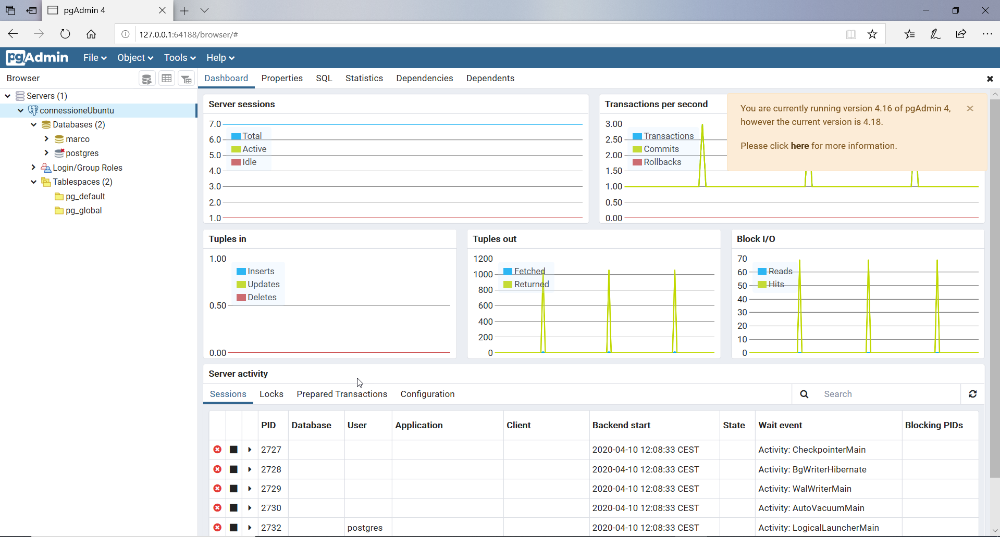 pgAdmin 4
127.0.0.1:64188/browser/#
pgAdmin File Object Tools Help
Browser
Dashboard Properties SQL Statistics Dependencies Dependents
Servers (1)
connessioneUbuntu
Databases (2)
marco
postgres
Login/Group Roles
Tablespaces (2)
pg_default
pg_global
Server sessions
7.0
6.0
5.0
4.0
3.0
2.0
1.0
Total
Active
Idle
Transactions per second
3.00
2.50
2.00
1.50
1.00
0.50
0.00
Transactions
Commits
Rollbacks
You are currently running version 4.16 of pgAdmin 4,
however the current version is 4.18.
Please click here for more information.
Tuples in
1.00
0.50
0.00
Inserts
Updates
Deletes
Tuples out
1200
1000
800
600
400
200
0
Fetched
Returned
Block I/O
70
60
50
40
30
20
10
0
Reads
Hits
Server activity
Sessions Locks Prepared Transactions Configuration Search
PID Database User Application Client Backend start State Wait event Blocking PIDs
2727 2020-04-10 12:08:33 CEST Activity: CheckpointerMain
2728 2020-04-10 12:08:33 CEST Activity: BgWriterHibernate
2729 2020-04-10 12:08:33 CEST Activity: WalWriterMain
2730 2020-04-10 12:08:33 CEST Activity: AutoVacuumMain
2732 postgres 2020-04-10 12:08:33 CEST Activity: LogicalLauncherMain